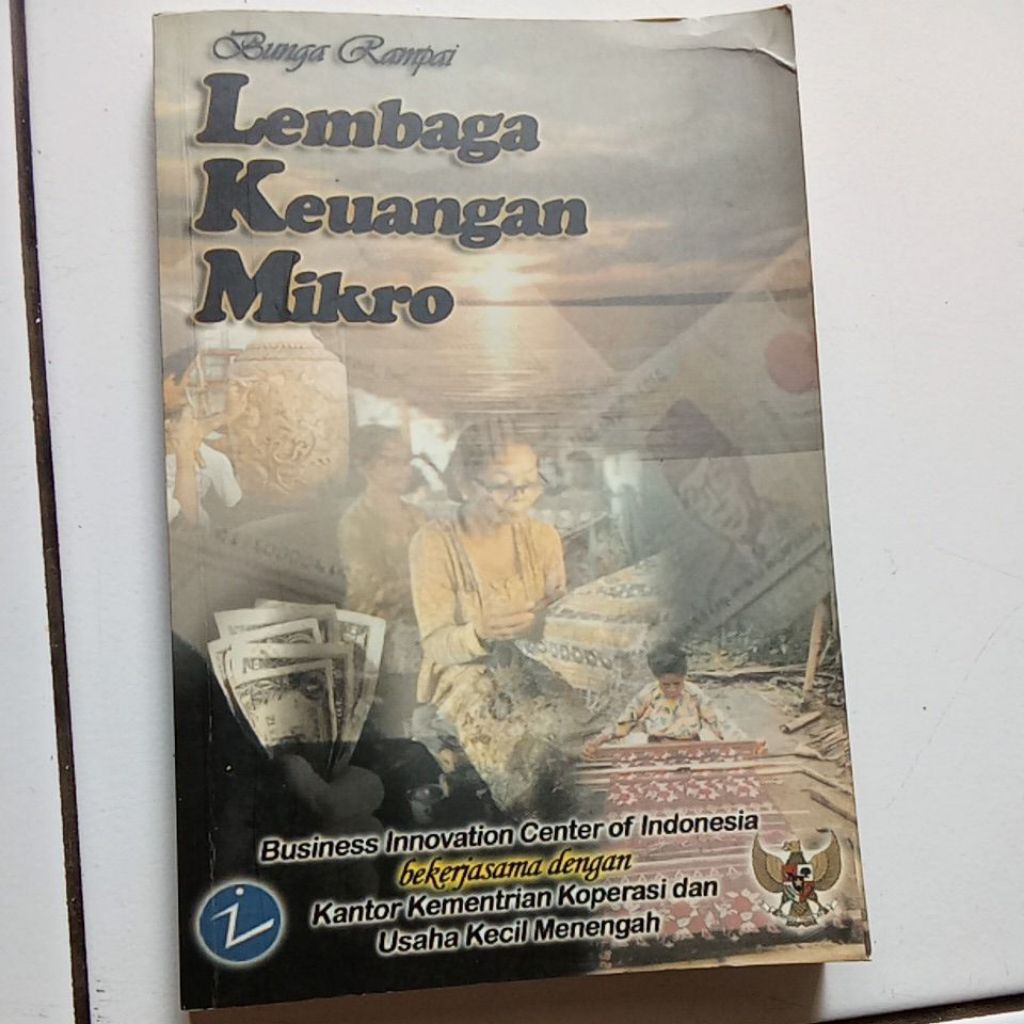 Bunga Rampai
Lembaga
Keuangan
Mikro
Business Innovation Center of Indonesia
bekerjasama dengan
Kantor Kementrian Koperasi dan
Usaha Kecil Menengah